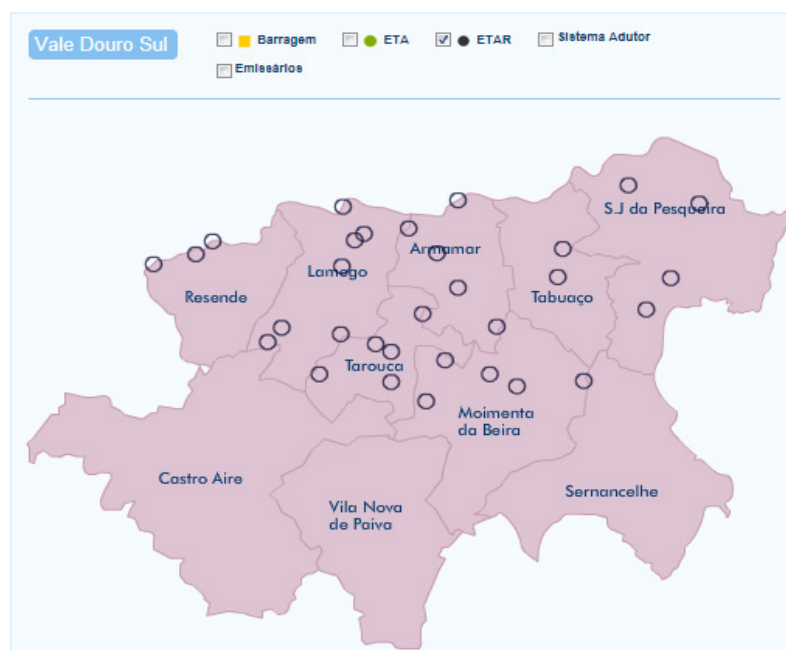 Vale Douro Sul
Barragem
ETA
ETAR
Sistema Adutor
Emissários
S.J da Pesqueira
Armamar
Lamego
Resende
Tabuaço
Tarouca
Moimenta
da Beira
Castro Aire
Sernancelhe
Vila Nova
de Paiva